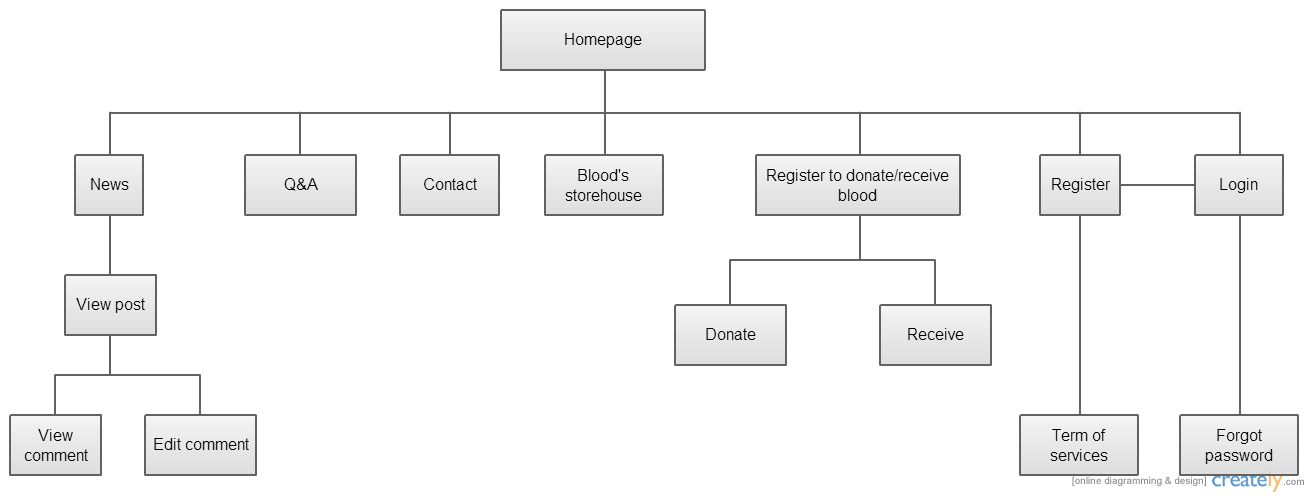 Homepage
News
Q&A
Contact
Blood's
storehouse
Register to donate/receive
blood
Register
Login
View post
Donate
Receive
View
comment
Edit comment
Term of
services
Forgot
password
[online diagramming & design] creately.com